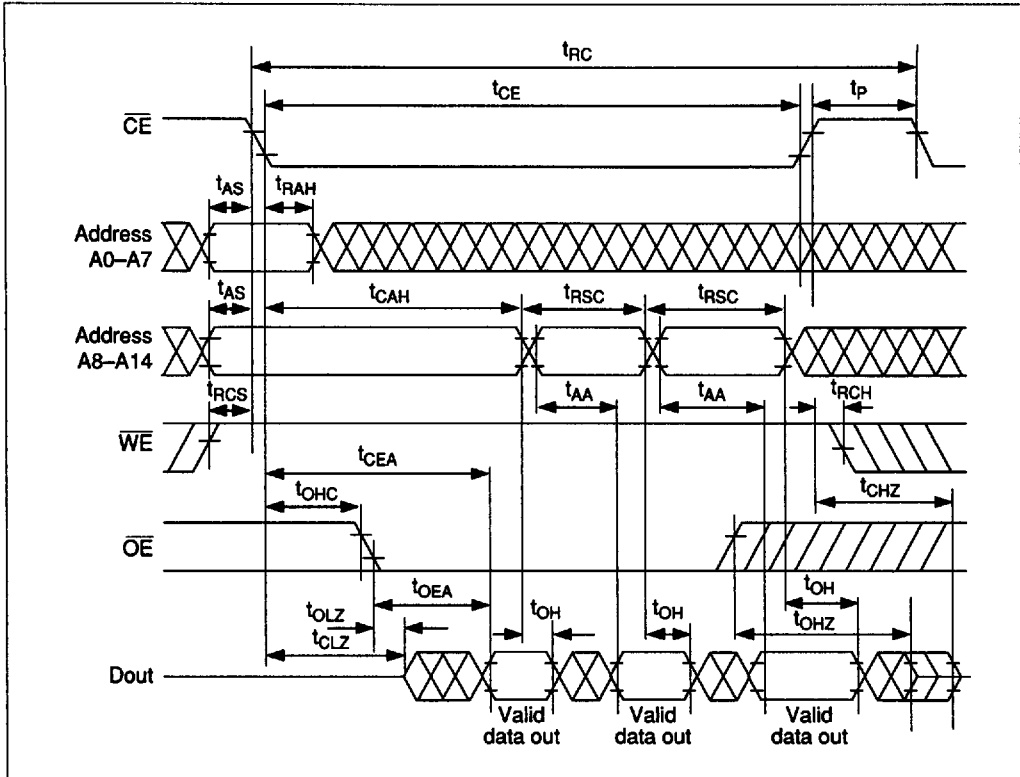 tRC
tCE
tP
CE
tAS
tRAH
Address
A0–A7
tAS
tCAH
tRSC
tRSC
Address
A8–A14
tRCS
tAA
tAA
tRCH
WE
tCEA
tCHZ
tOHC
OE
tOEA
tOH
tOLZ
tOH
tOH
tOHZ
tCLZ
Dout
Valid
data out
Valid
data out
Valid
data out